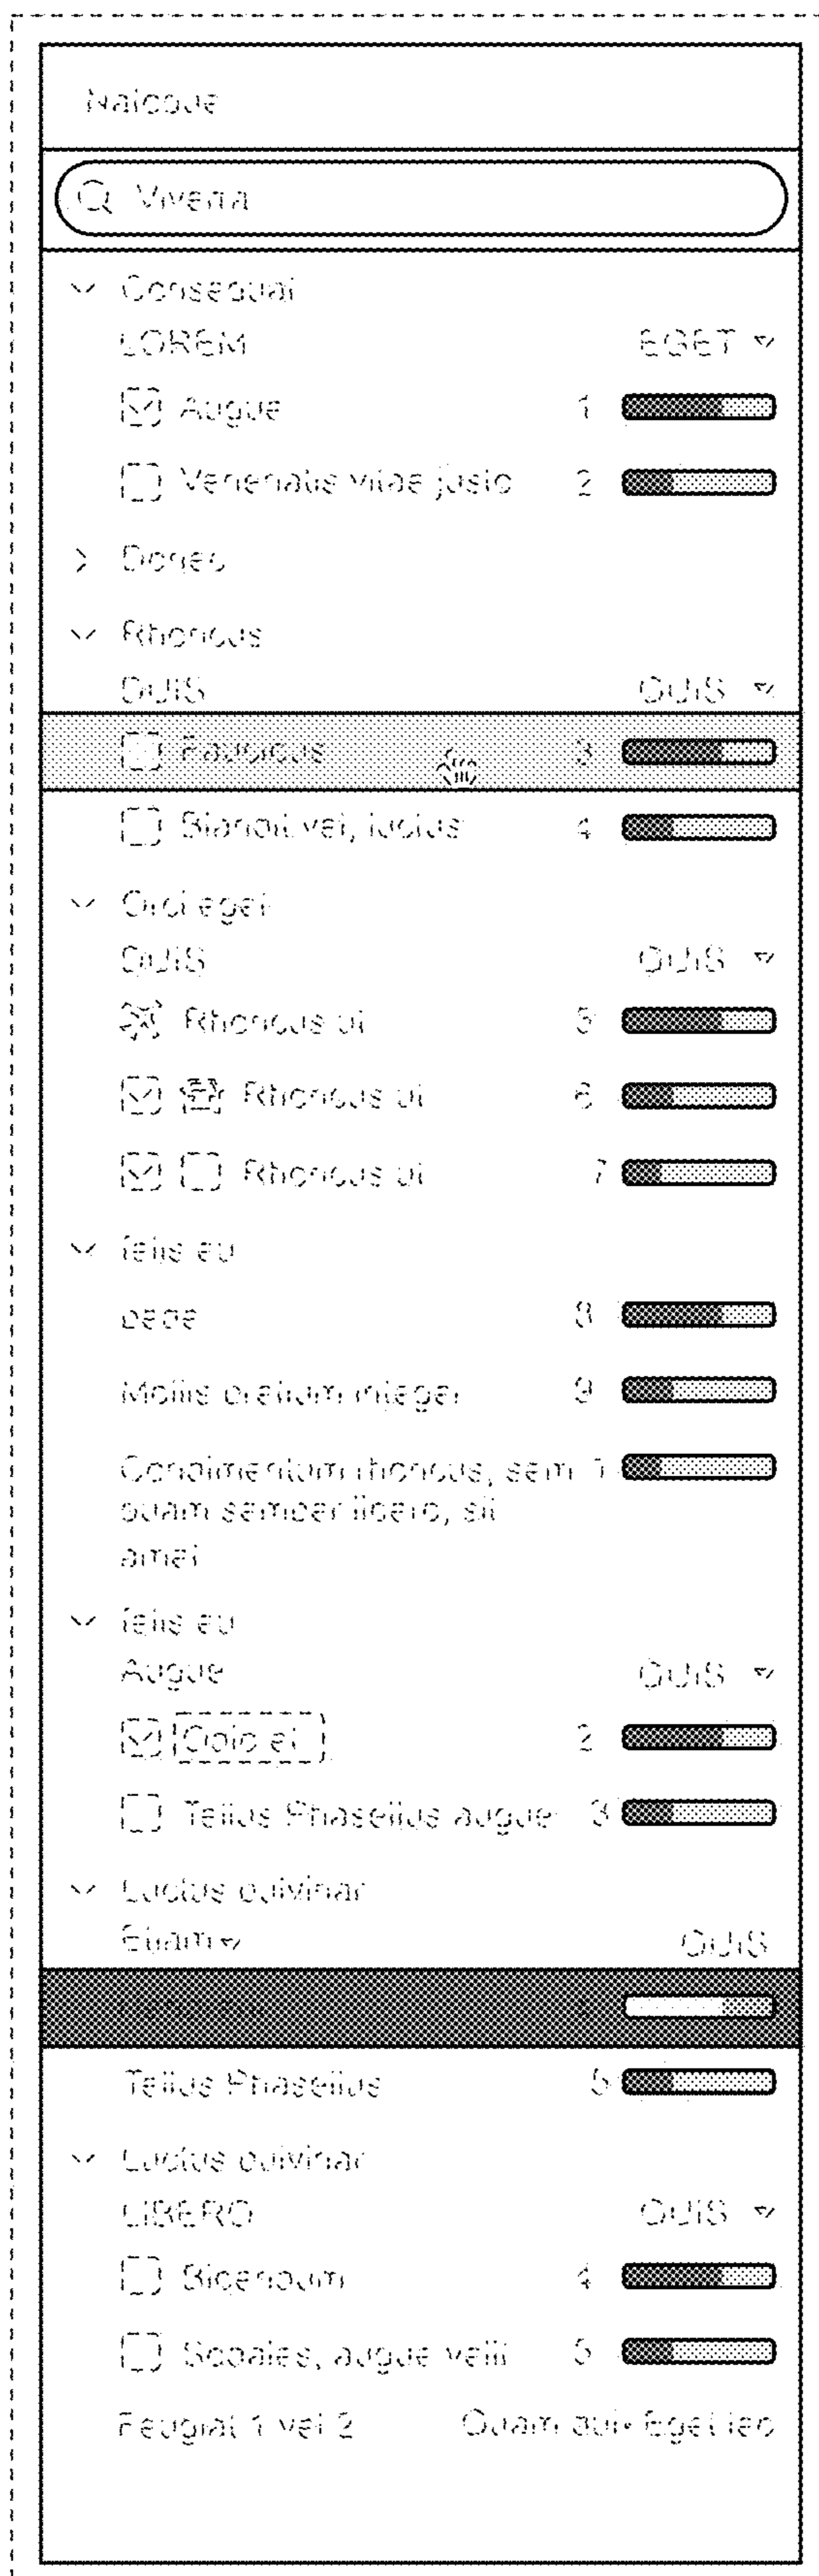 Natoque
Viverra
Consequat
LOREM EGET
Augue 1
Venenatis vitae justo 2
Donec
Rhoncus
QUIS QUIS
Faucibus 3
Blandit vel, luctus 4
Orci eget
QUIS QUIS
Rhoncus ut 5
Rhoncus ut 6
Rhoncus ut 7
felis eu
pede 8
Mollis pretium integer 9
Condimentum rhoncus, sem 1
quam semper libero, sit
amet
felis eu
Augue QUIS
Odio et 2
Tellus Phasellus augue 3
Luctus pulvinar
Etiam QUIS
Tellus Phasellus 5
Luctus pulvinar
LIBERO QUIS
Bibendum 4
Sodales, augue velit 5
Feugiat 1 vel 2 Quam quis Eget leo